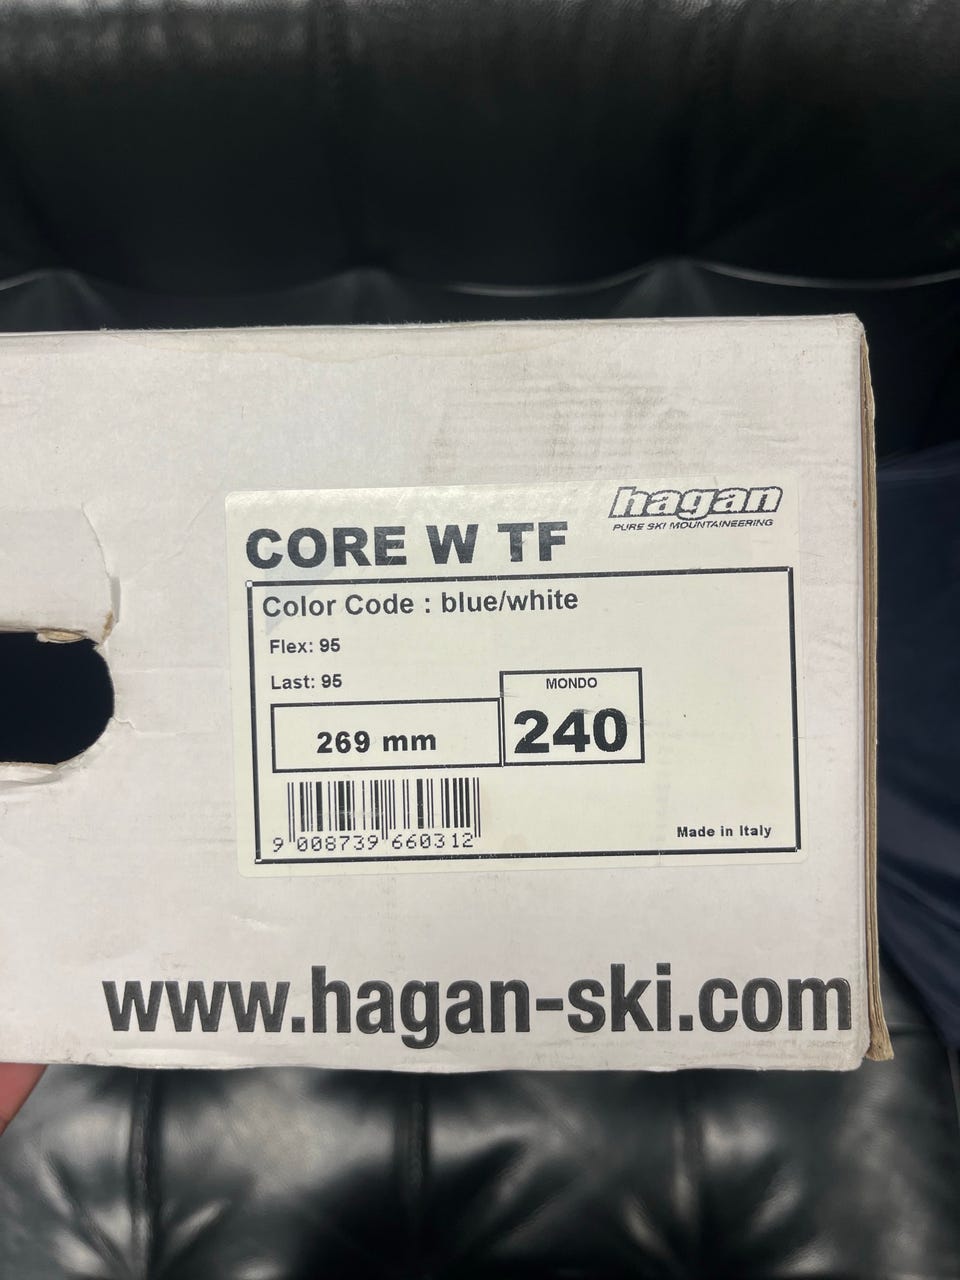 hagan
PURE SKI MOUNTAINEERING
CORE W TF
Color Code : blue/white
Flex: 95
Last: 95
MONDO
269 mm
240
9 008739 660312
Made in Italy
www.hagan-ski.com